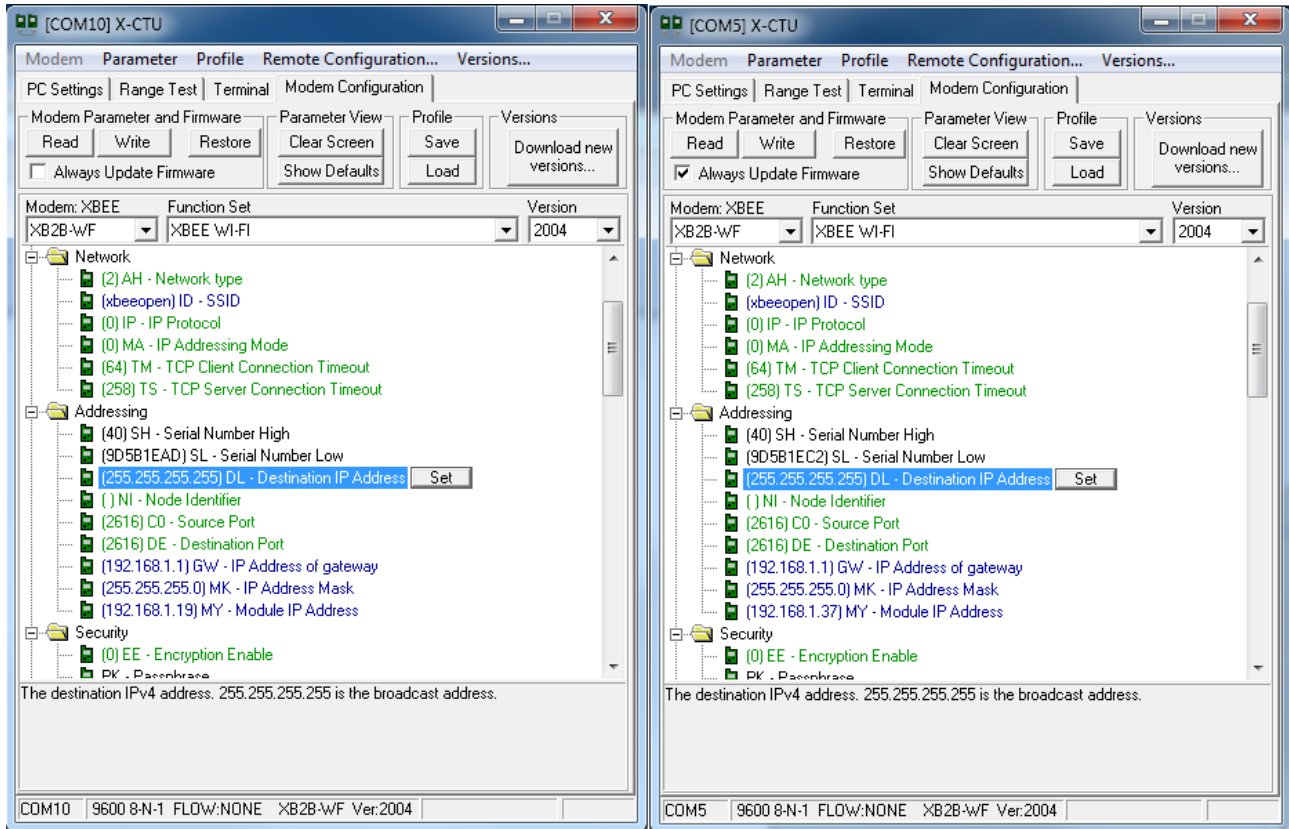 [COM10] X-CTU
Modem Parameter Profile Remote Configuration... Versions...
PC Settings Range Test Terminal Modem Configuration
Modem Parameter and Firmware Parameter View Profile Versions
Read Write Restore Clear Screen Save Download new versions...
Always Update Firmware Show Defaults Load
Modem: XBEE Function Set Version
XB2B-WF XBEE WI-FI 2004
Network
(2) AH - Network type
(xbeeopen) ID - SSID
(0) IP - IP Protocol
(0) MA - IP Addressing Mode
(64) TM - TCP Client Connection Timeout
(258) TS - TCP Server Connection Timeout
Addressing
(40) SH - Serial Number High
(9D5B1EAD) SL - Serial Number Low
(255.255.255.255) DL - Destination IP Address Set
( ) NI - Node Identifier
(2616) C0 - Source Port
(2616) DE - Destination Port
(192.168.1.1) GW - IP Address of gateway
(255.255.255.0) MK - IP Address Mask
(192.168.1.19) MY - Module IP Address
Security
(0) EE - Encryption Enable
PK - Passphrase
The destination IPv4 address. 255.255.255.255 is the broadcast address.
COM10 9600 8-N-1 FLOW:NONE XB2B-WF Ver:2004
[COM5] X-CTU
Modem Parameter Profile Remote Configuration... Versions...
PC Settings Range Test Terminal Modem Configuration
Modem Parameter and Firmware Parameter View Profile Versions
Read Write Restore Clear Screen Save Download new versions...
Always Update Firmware Show Defaults Load
Modem: XBEE Function Set Version
XB2B-WF XBEE WI-FI 2004
Network
(2) AH - Network type
(xbeeopen) ID - SSID
(0) IP - IP Protocol
(0) MA - IP Addressing Mode
(64) TM - TCP Client Connection Timeout
(258) TS - TCP Server Connection Timeout
Addressing
(40) SH - Serial Number High
(9D5B1EC2) SL - Serial Number Low
(255.255.255.255) DL - Destination IP Address Set
( ) NI - Node Identifier
(2616) C0 - Source Port
(2616) DE - Destination Port
(192.168.1.1) GW - IP Address of gateway
(255.255.255.0) MK - IP Address Mask
(192.168.1.37) MY - Module IP Address
Security
(0) EE - Encryption Enable
PK - Passphrase
The destination IPv4 address. 255.255.255.255 is the broadcast address.
COM5 9600 8-N-1 FLOW:NONE XB2B-WF Ver:2004